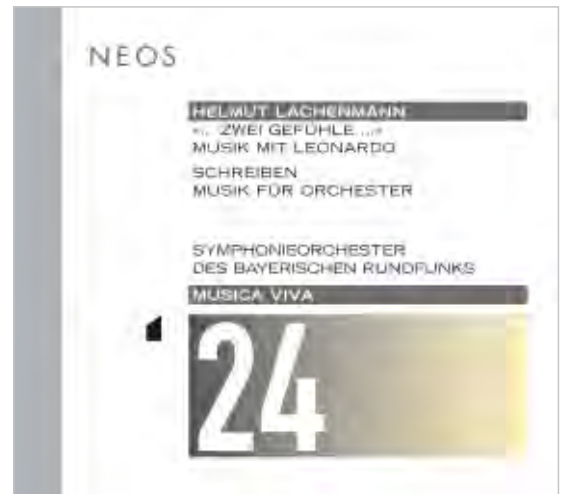 NEOS
HELMUT LACHENMANN
«... ZWEI GEFÜHLE ...»
MUSIK MIT LEONARDO
SCHREIBEN
MUSIK FÜR ORCHESTER
SYMPHONIEORCHESTER
DES BAYERISCHEN RUNDFUNKS
MUSICA VIVA
24